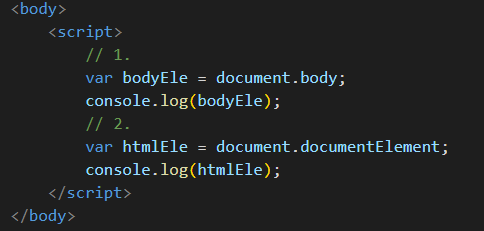 <body>
<script>
// 1.
var bodyEle = document.body;
console.log(bodyEle);
// 2.
var htmlEle = document.documentElement;
console.log(htmlEle);
</script>
</body>